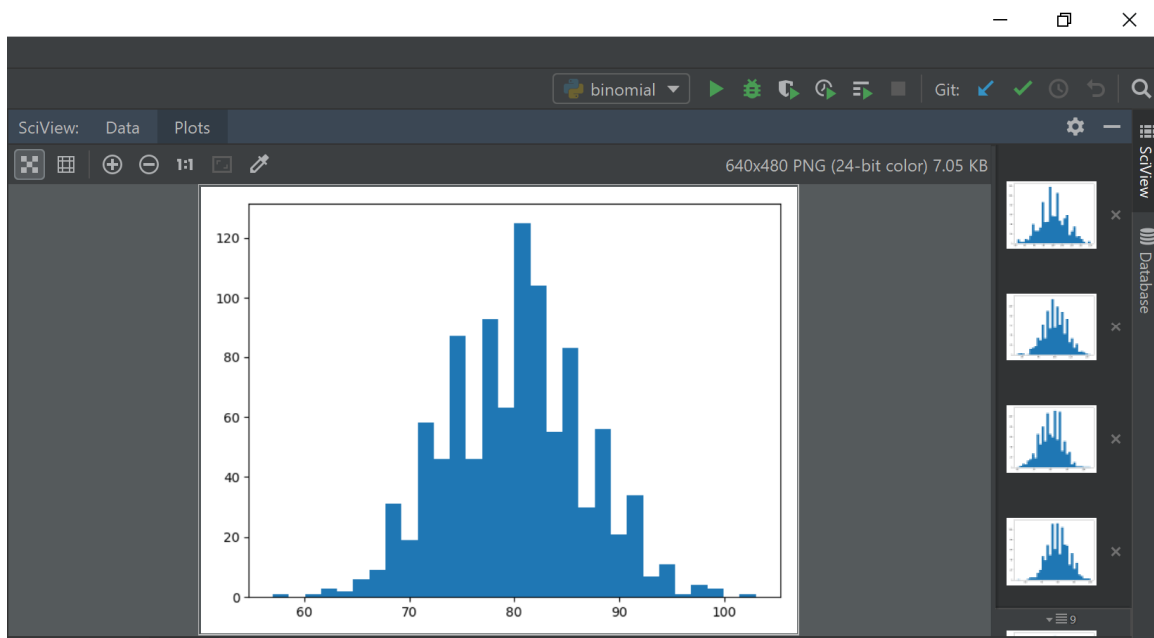 binomial
Git:
SciView: Data Plots
1:1
640x480 PNG (24-bit color) 7.05 KB
SciView
Database
120
100
80
60
40
20
0
60 70 80 90 100
9